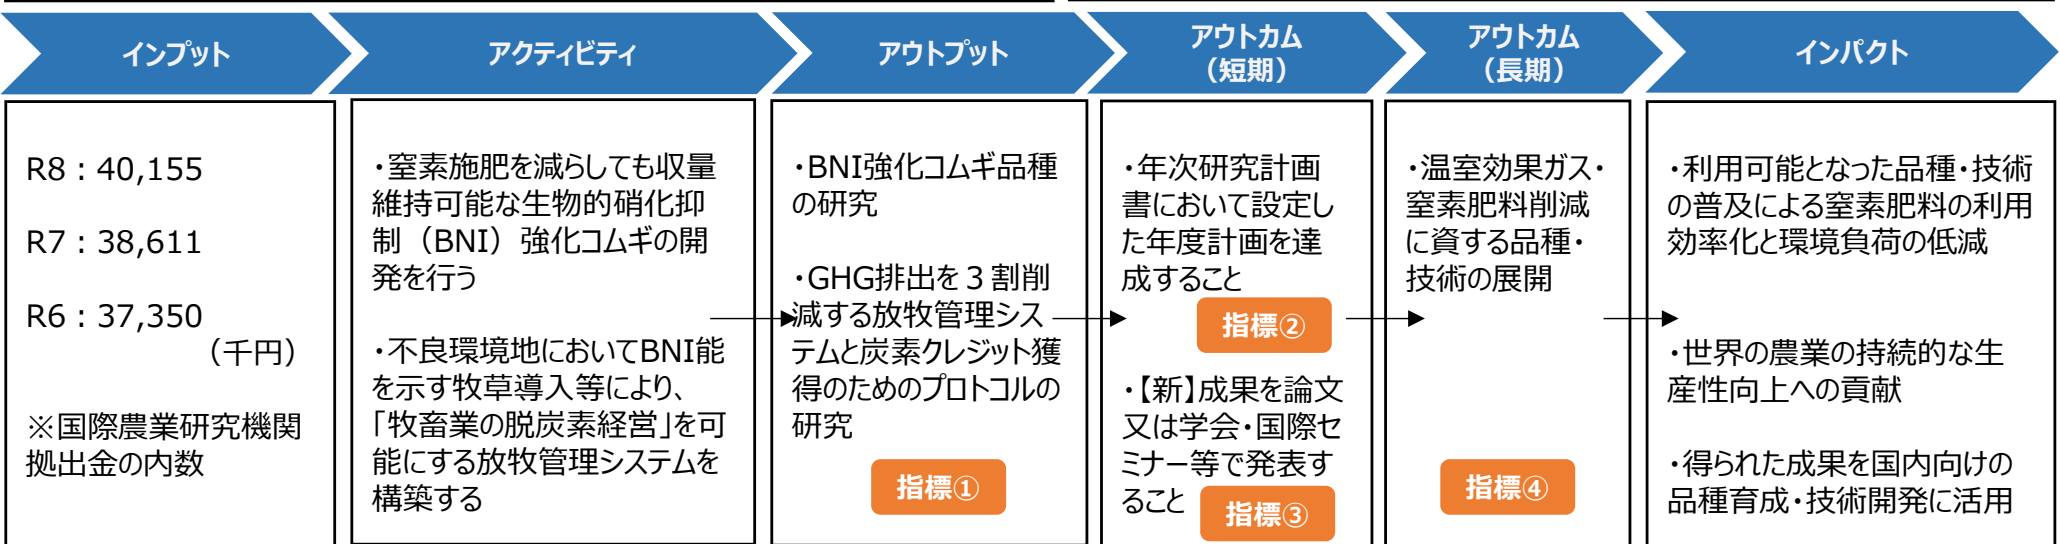 インプット
アクティビティ
アウトプット
アウトカム
（短期）
アウトカム
（長期）
インパクト
R8：40,155
R7：38,611
R6：37,350
（千円）
※国際農業研究機関
拠出金の内数
・窒素施肥を減らしても収量
維持可能な生物的硝化抑
制（BNI）強化コムギの開
発を行う
・不良環境地においてBNI能
を示す牧草導入等により、
「牧畜業の脱炭素経営」を可
能にする放牧管理システムを
構築する
・BNI強化コムギ品種
の研究
・GHG排出を３割削
減する放牧管理シス
テムと炭素クレジット獲
得のためのプロトコルの
研究
指標①
・年次研究計画
書において設定し
た年度計画を達
成すること
指標②
・【新】成果を論文
又は学会・国際セ
ミナー等で発表す
ること
指標③
・温室効果ガス・
窒素肥料削減
に資する品種・
技術の展開
指標④
・利用可能となった品種・技術
の普及による窒素肥料の利用
効率化と環境負荷の低減
・世界の農業の持続的な生
産性向上への貢献
・得られた成果を国内向けの
品種育成・技術開発に活用